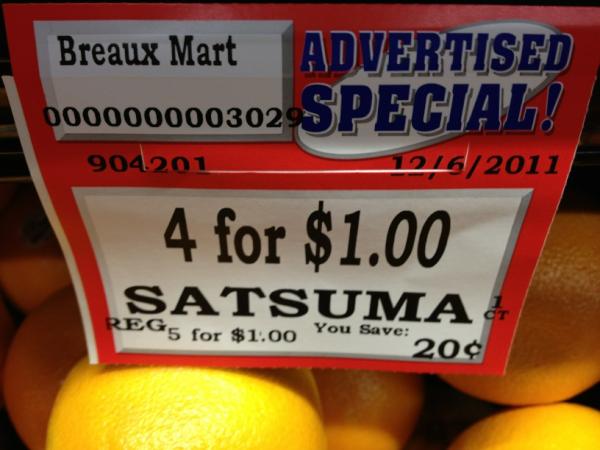 Breaux Mart
ADVERTISED
0000000003029
SPECIAL!
904201
12/6/2011
4 for $1.00
SATSUMA
1
CT
REG
5 for $1.00
You Save:
20¢